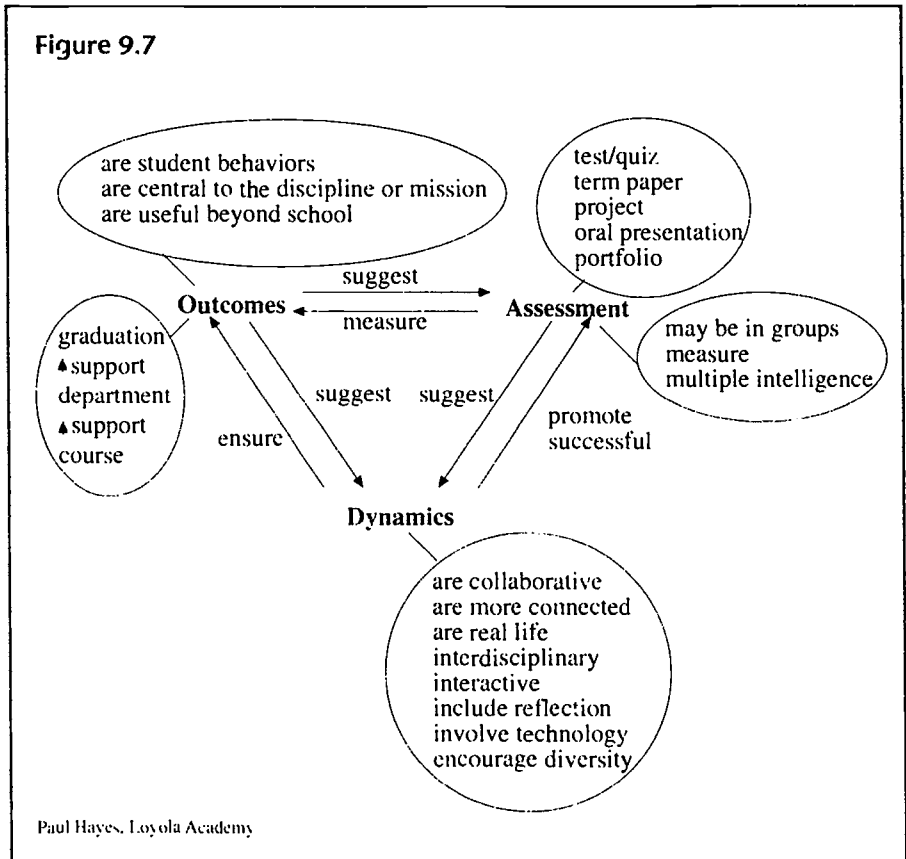 Figure 9.7
are student behaviors
are central to the discipline or mission
are useful beyond school
test/quiz
term paper
project
oral presentation
portfolio
suggest
Outcomes
Assessment
measure
graduation
▲support
department
▲support
course
may be in groups
measure
multiple intelligence
suggest
suggest
ensure
promote
successful
Dynamics
are collaborative
are more connected
are real life
interdisciplinary
interactive
include reflection
involve technology
encourage diversity
Paul Hayes, Loyola Academy